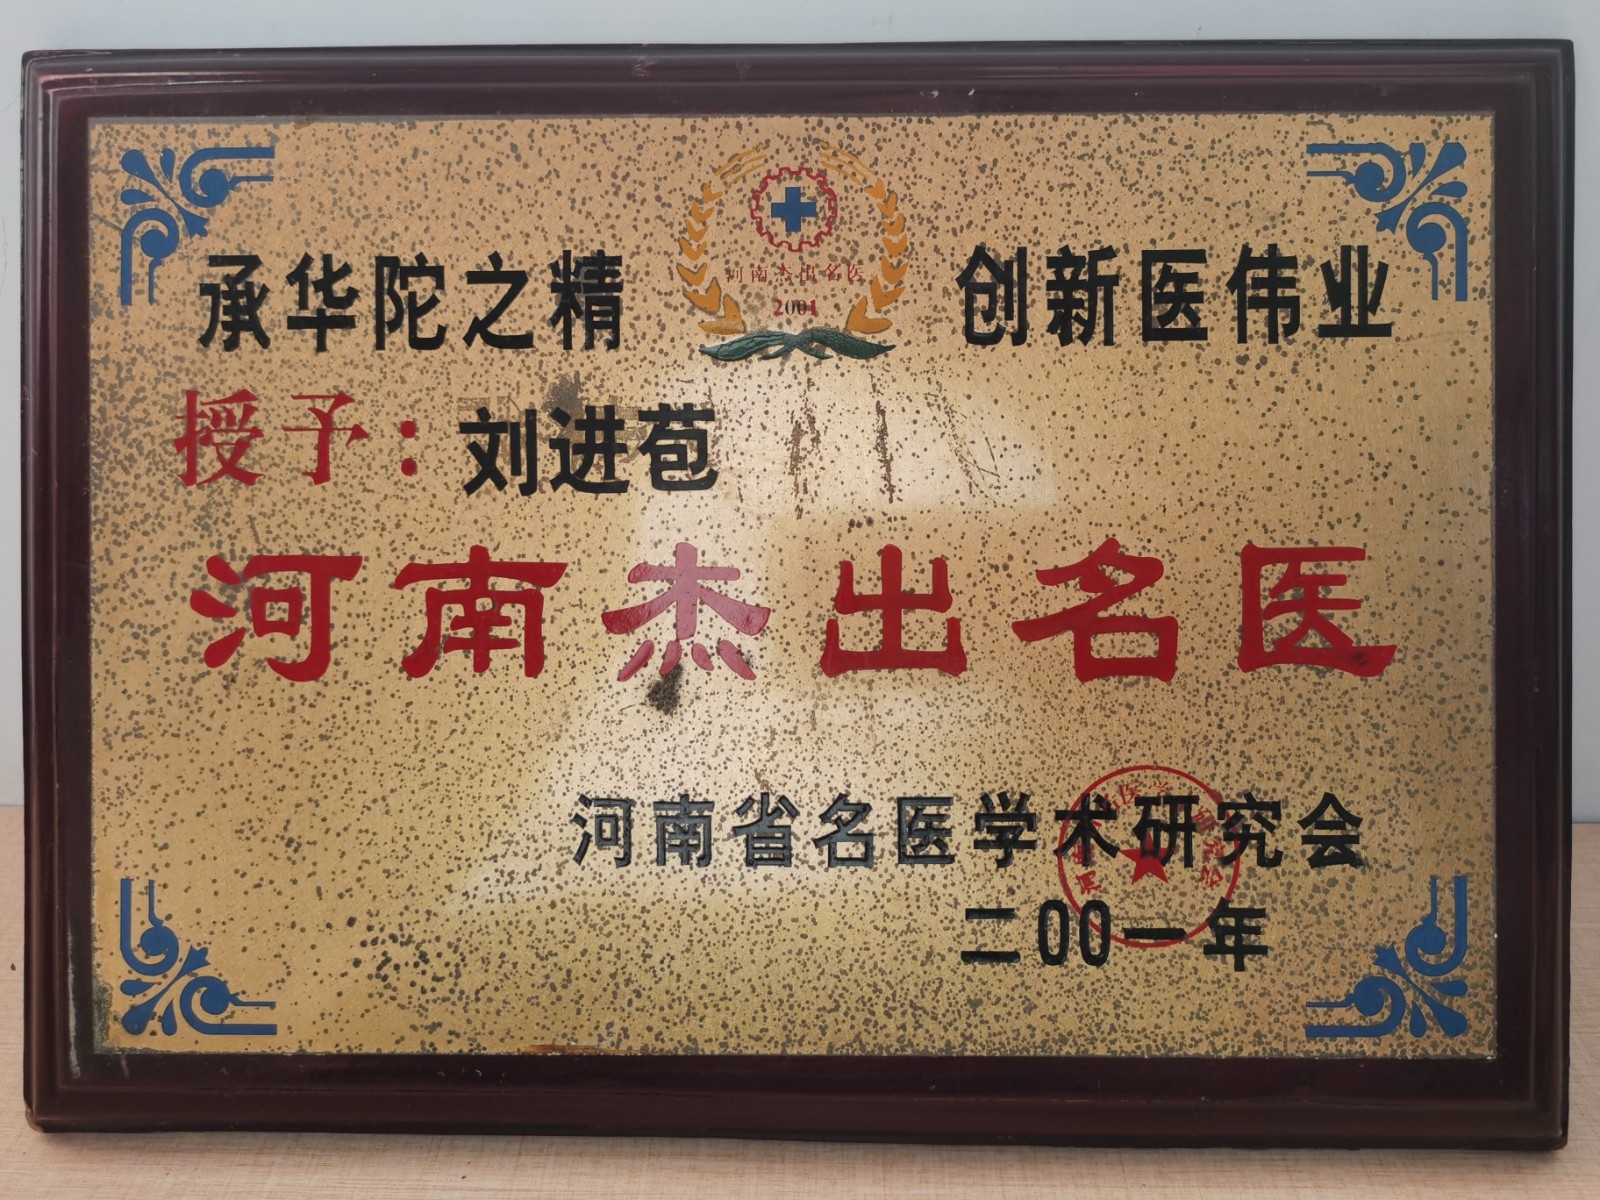 承华陀之精 创新医伟业
河南杰出名医
2001
授予：刘进苞
河南杰出名医
河南省名医学术研究会
二00一年